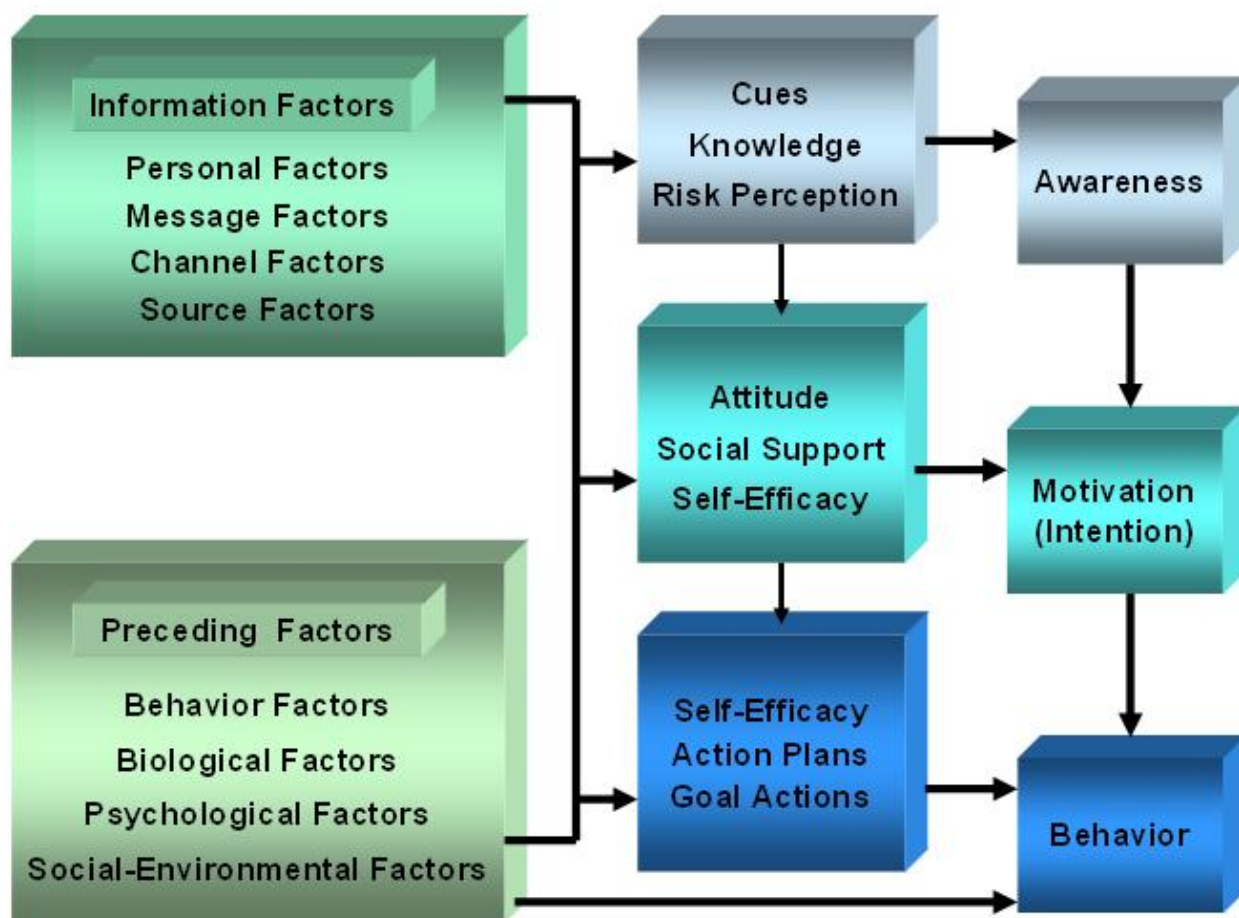 Information Factors
Personal Factors
Message Factors
Channel Factors
Source Factors
Preceding Factors
Behavior Factors
Biological Factors
Psychological Factors
Social-Environmental Factors
Cues
Knowledge
Risk Perception
Attitude
Social Support
Self-Efficacy
Self-Efficacy
Action Plans
Goal Actions
Awareness
Motivation
(Intention)
Behavior